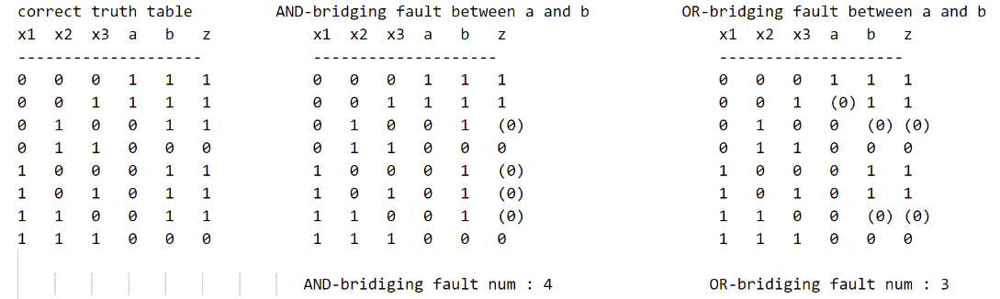 correct truth table AND-bridging fault between a and b OR-bridging fault between a and b
x1 x2 x3 a b z x1 x2 x3 a b z x1 x2 x3 a b z
-------------------- -------------------- --------------------
0 0 0 1 1 1 0 0 0 1 1 1 0 0 0 1 1 1
0 0 1 1 1 1 0 0 1 1 1 1 0 0 1 (0) 1 1
0 1 0 0 1 1 0 1 0 0 1 (0) 0 1 0 0 (0) (0)
0 1 1 0 0 0 0 1 1 0 0 0 0 1 1 0 0 0
1 0 0 0 1 1 1 0 0 0 1 (0) 1 0 0 0 1 1
1 0 1 0 1 1 1 0 1 0 1 (0) 1 0 1 0 1 1
1 1 0 0 1 1 1 1 0 0 1 (0) 1 1 0 0 (0) (0)
1 1 1 0 0 0 1 1 1 0 0 0 1 1 1 0 0 0
AND-bridiging fault num : 4 OR-bridiging fault num : 3